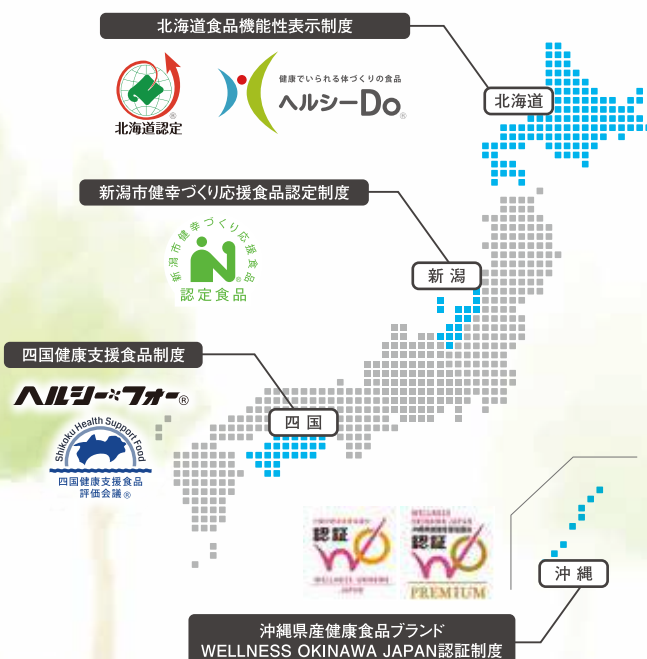 北海道食品機能性表示制度
北海道認定®
健康でいられる体づくりの食品
ヘルシーDo®
北海道
新潟市健幸づくり応援食品認定制度
新潟市健幸づくり応援食品
認定食品®
新潟
四国健康支援食品制度
ヘルシー・フォー®
Shikoku Health Support Food
四国健康支援食品
評価会議®
四国
認証
WELLNESS OKINAWA
JAPAN
WELLNESS
OKINAWA JAPAN
認証
PREMIUM
沖縄
沖縄県産健康食品ブランド
WELLNESS OKINAWA JAPAN認証制度